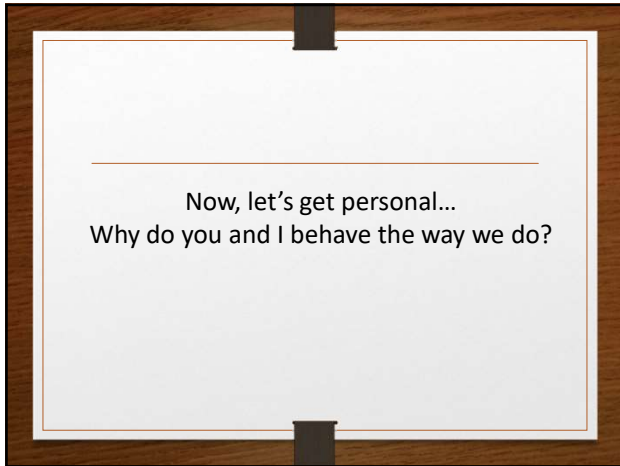 Now, let’s get personal…
Why do you and I behave the way we do?